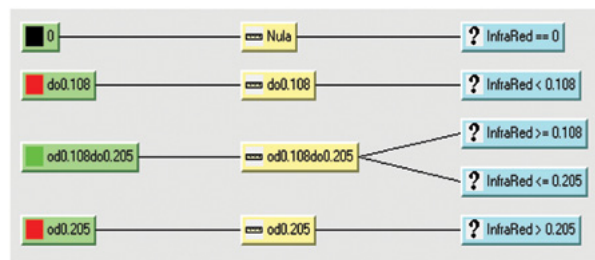 0 Nula ? InfraRed == 0
do0.108 do0.108 ? InfraRed < 0.108
? InfraRed >= 0.108
od0.108do0.205 od0.108do0.205
? InfraRed <= 0.205
od0.205 od0.205 ? InfraRed > 0.205